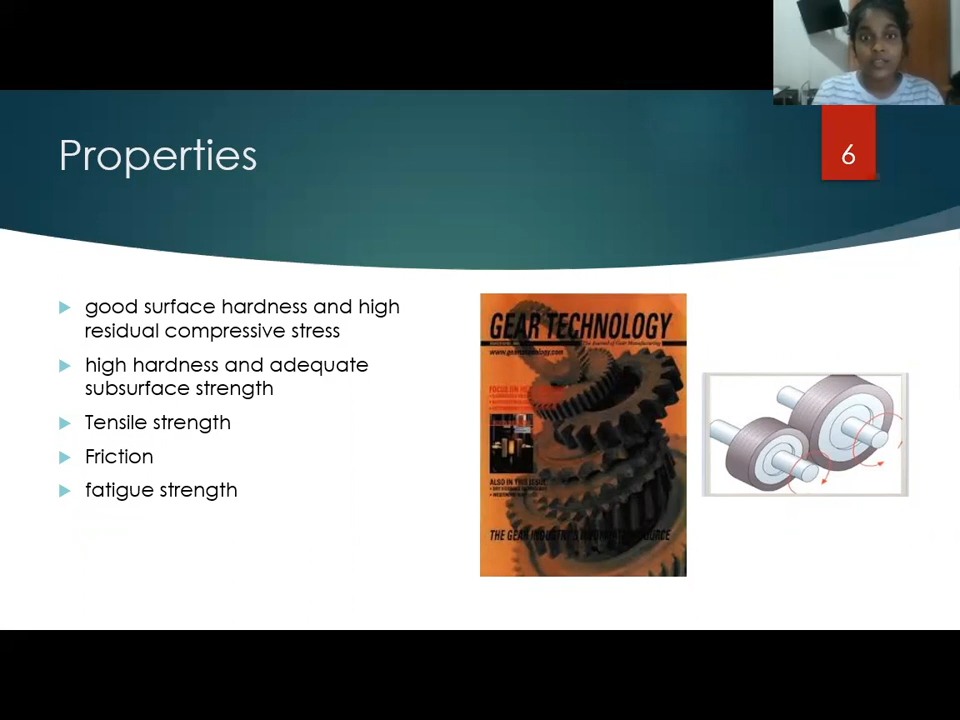 Properties
6
good surface hardness and high
residual compressive stress
high hardness and adequate
subsurface strength
Tensile strength
Friction
fatigue strength
GEAR TECHNOLOGY
The Journal of Gear Manufacturing
www.geartechnology.com
FOCUS ON
ALSO IN THIS ISSUE
THE GEAR INDUSTRY'S